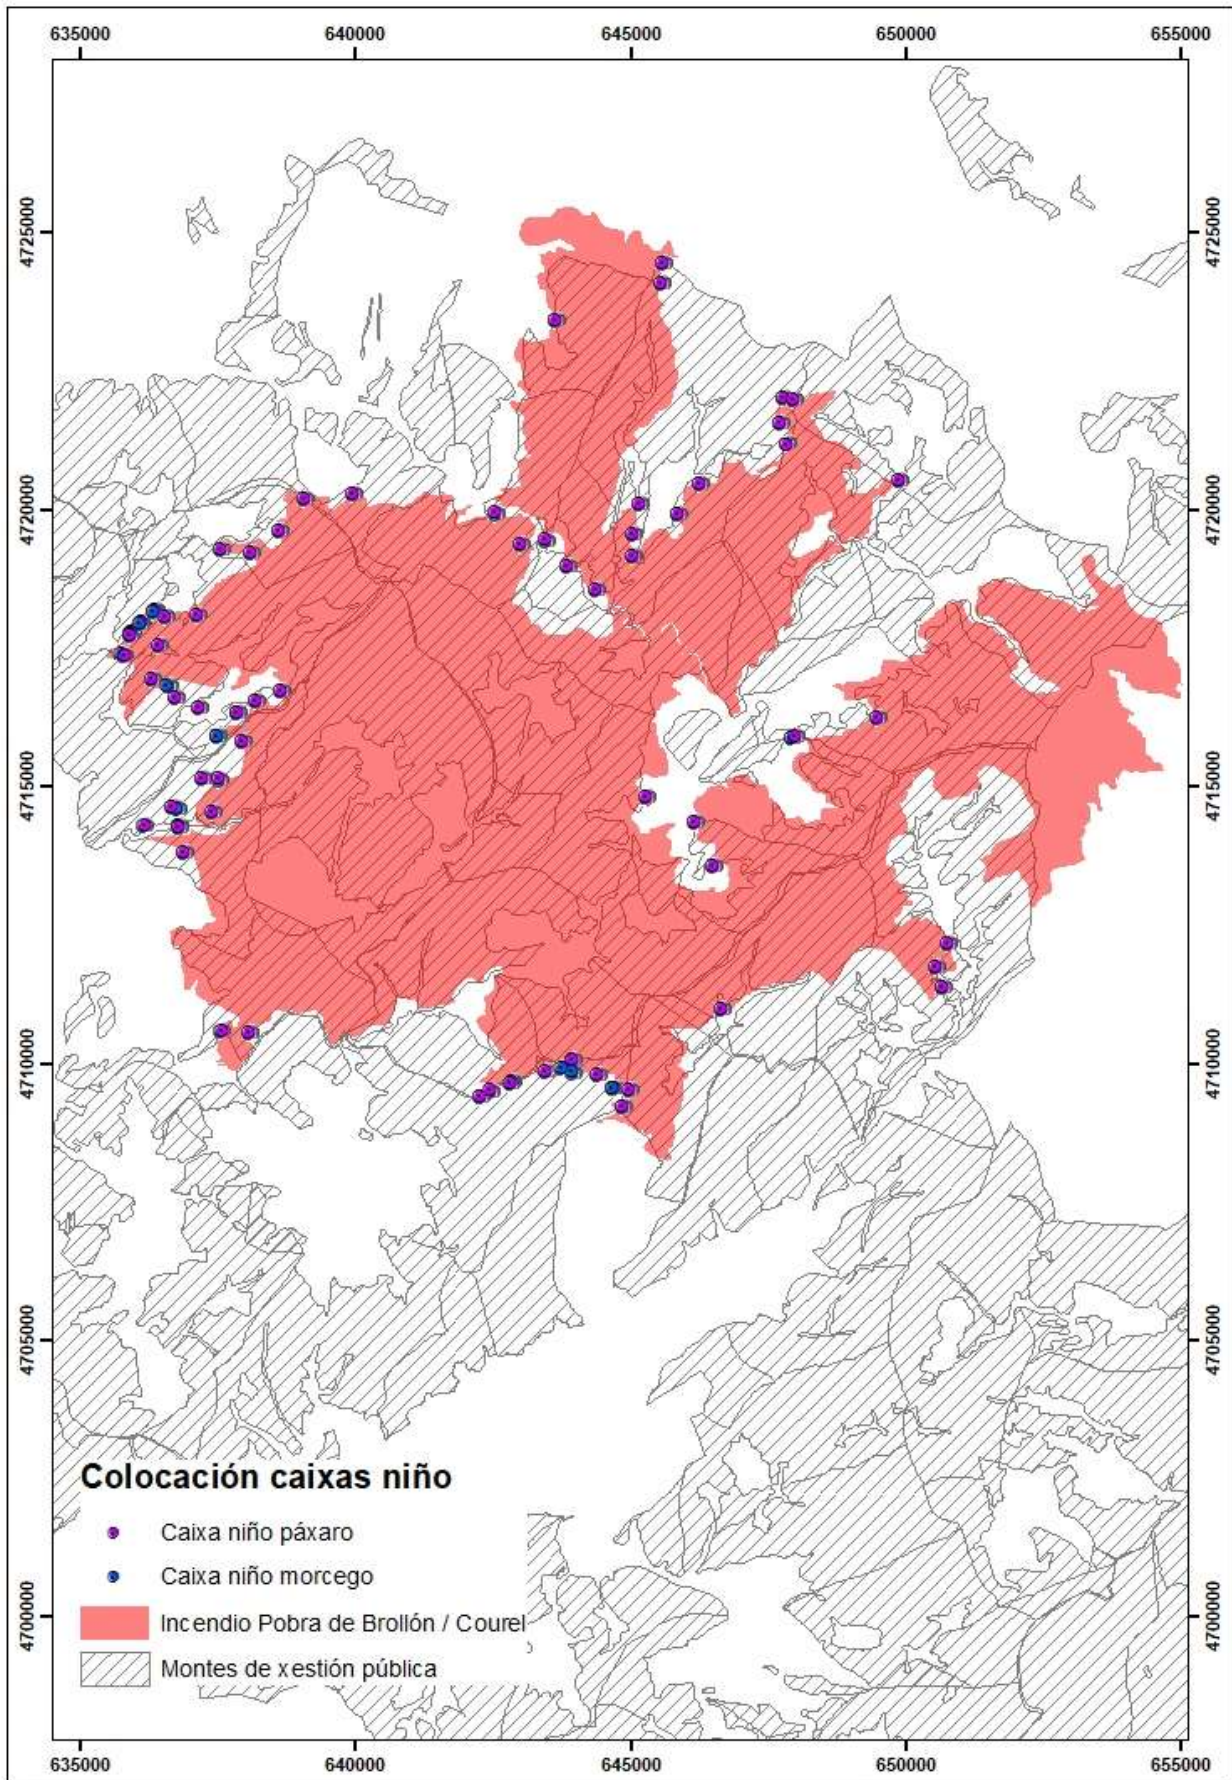 635000 640000 645000 650000 655000
4725000 4725000
4720000 4720000
4715000 4715000
4710000 4710000
4705000 4705000
4700000 4700000
Colocación caixas niño
Caixa niño páxaro
Caixa niño morcego
Incendio Pobra de Brollón / Courel
Montes de xestión pública
635000 640000 645000 650000 655000